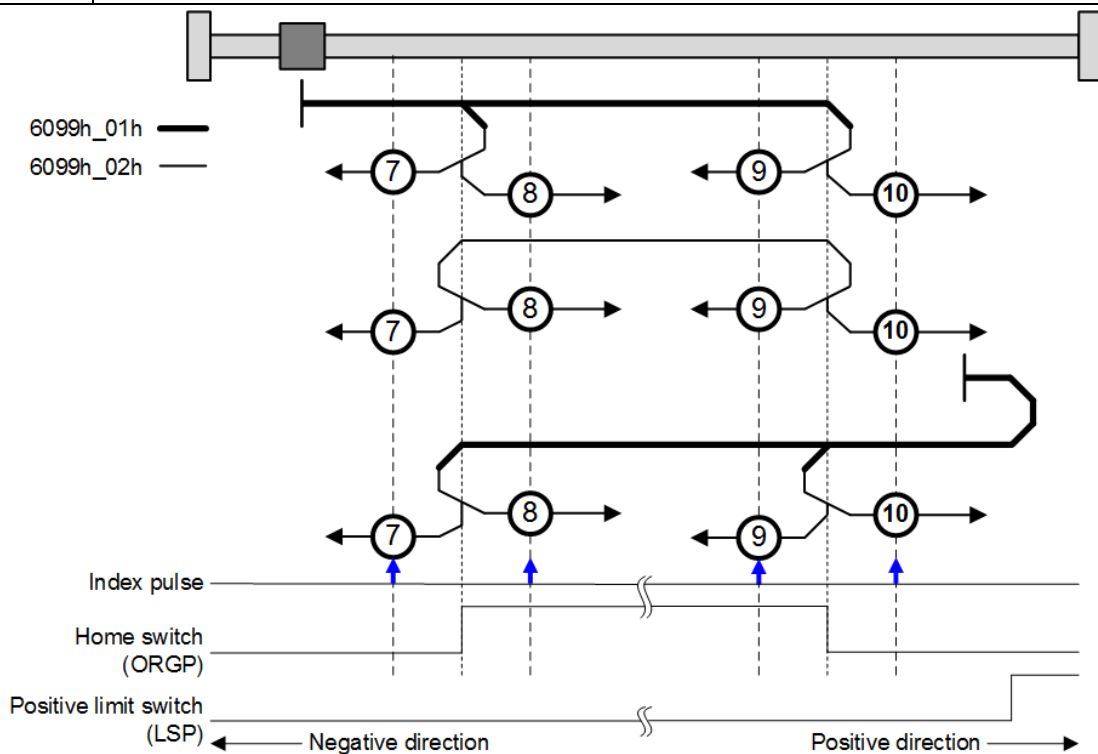 6099h_01h
6099h_02h
7
8
9
10
7
8
9
10
7
8
9
10
Index pulse
Home switch
(ORGP)
Positive limit switch
(LSP)
Negative direction
Positive direction